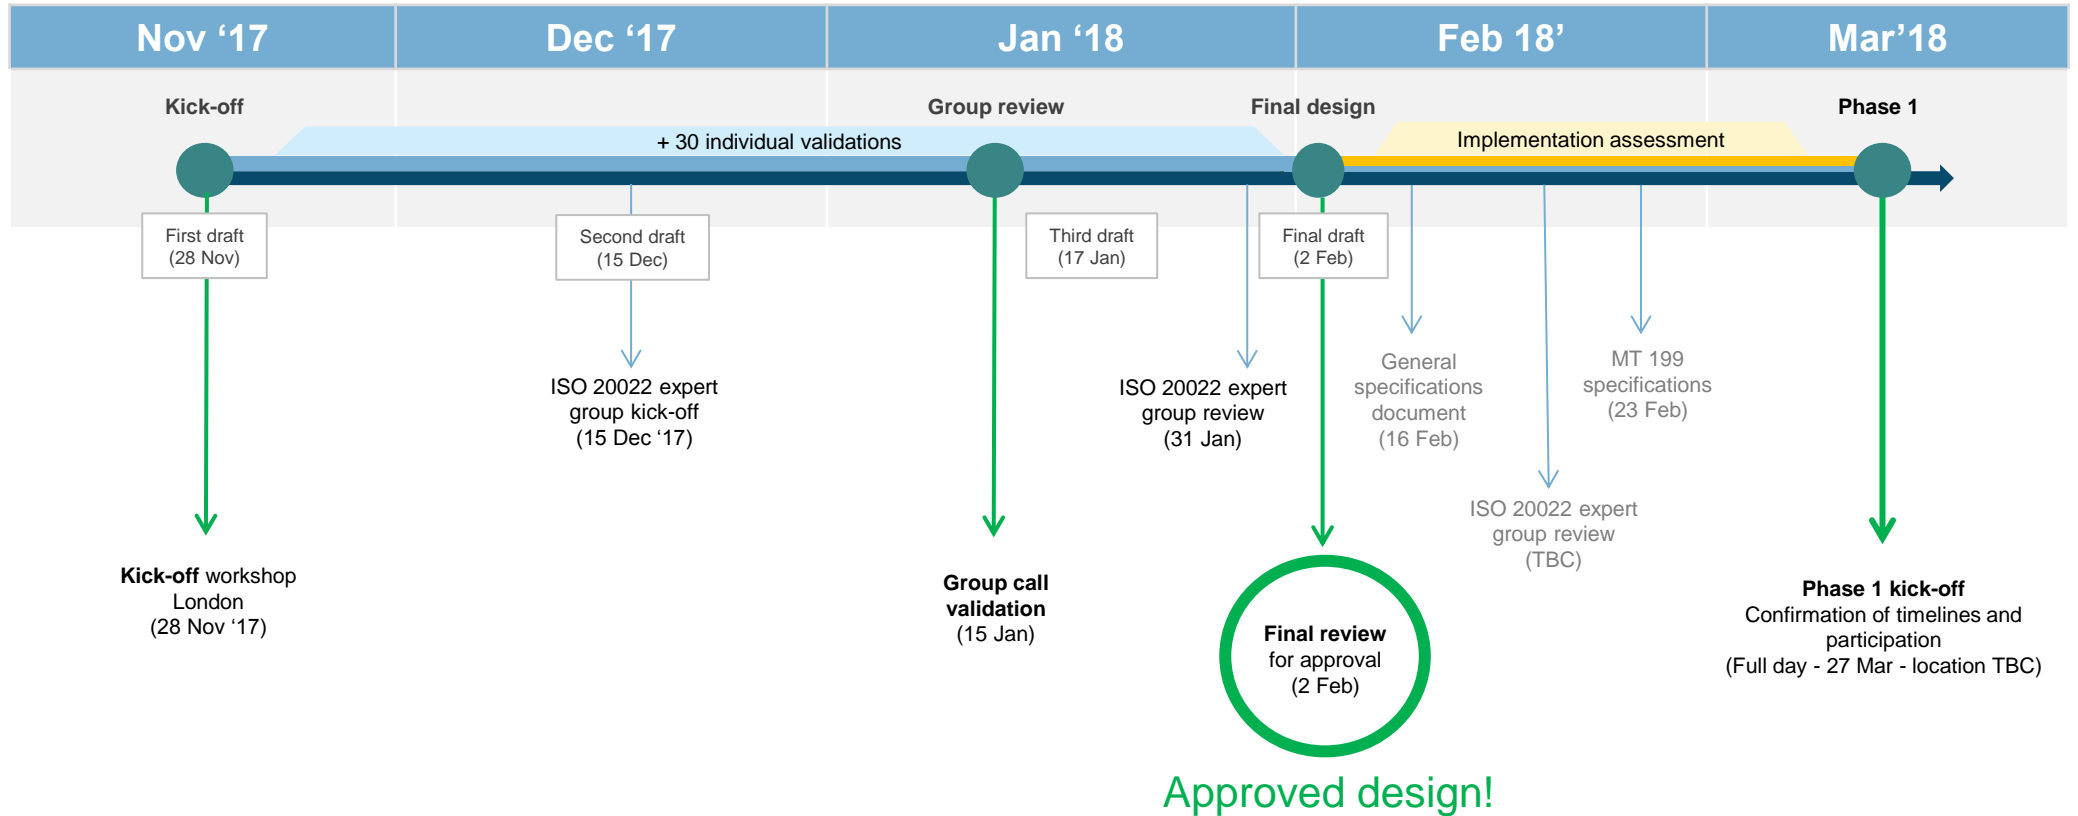 Nov ‘17
Dec ‘17
Jan ‘18
Feb 18’
Mar’18
Kick-off
Group review
Final design
Phase 1
+ 30 individual validations
Implementation assessment
First draft
(28 Nov)
Second draft
(15 Dec)
Third draft
(17 Jan)
Final draft
(2 Feb)
ISO 20022 expert
group kick-off
(15 Dec ‘17)
ISO 20022 expert
group review
(31 Jan)
General
specifications
document
(16 Feb)
MT 199
specifications
(23 Feb)
ISO 20022 expert
group review
(TBC)
Kick-off workshop
London
(28 Nov ‘17)
Group call
validation
(15 Jan)
Final review
for approval
(2 Feb)
Phase 1 kick-off
Confirmation of timelines and
participation
(Full day - 27 Mar - location TBC)
Approved design!